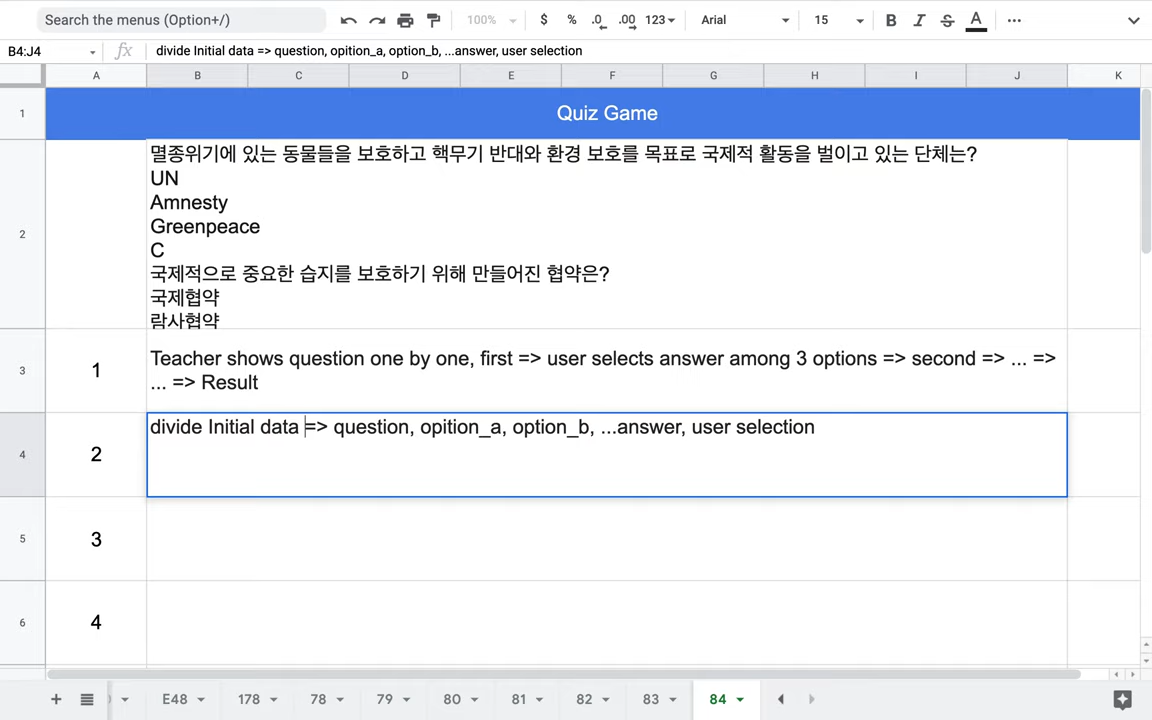 Search the menus (Option+/)
100%
$ % .0 .00 123
Arial
15
B I S A
B4:J4
fx
divide Initial data => question, opition_a, option_b, ...answer, user selection
A B C D E F G H I J K
1
Quiz Game
2
멸종위기에 있는 동물들을 보호하고 핵무기 반대와 환경 보호를 목표로 국제적 활동을 벌이고 있는 단체는?
UN
Amnesty
Greenpeace
C
국제적으로 중요한 습지를 보호하기 위해 만들어진 협약은?
국제협약
람사협약
3
1
Teacher shows question one by one, first => user selects answer among 3 options => second => ... =>
... => Result
4
2
divide Initial data => question, opition_a, option_b, ...answer, user selection
5
3
6
4
E48 178 78 79 80 81 82 83 84